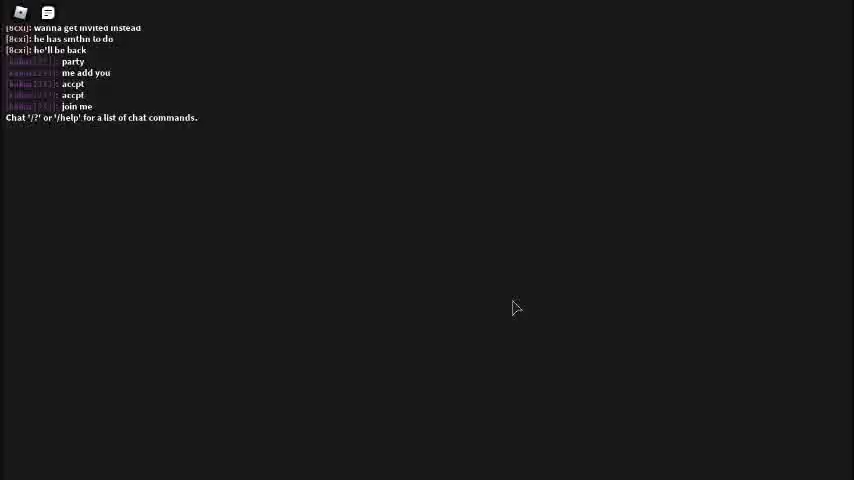 [8cxi]: wanna get invited instead
[8cxi]: he has smthn to do
[8cxi]: he'll be back
party
me add you
accpt
accpt
join me
Chat '/?' or '/help' for a list of chat commands.